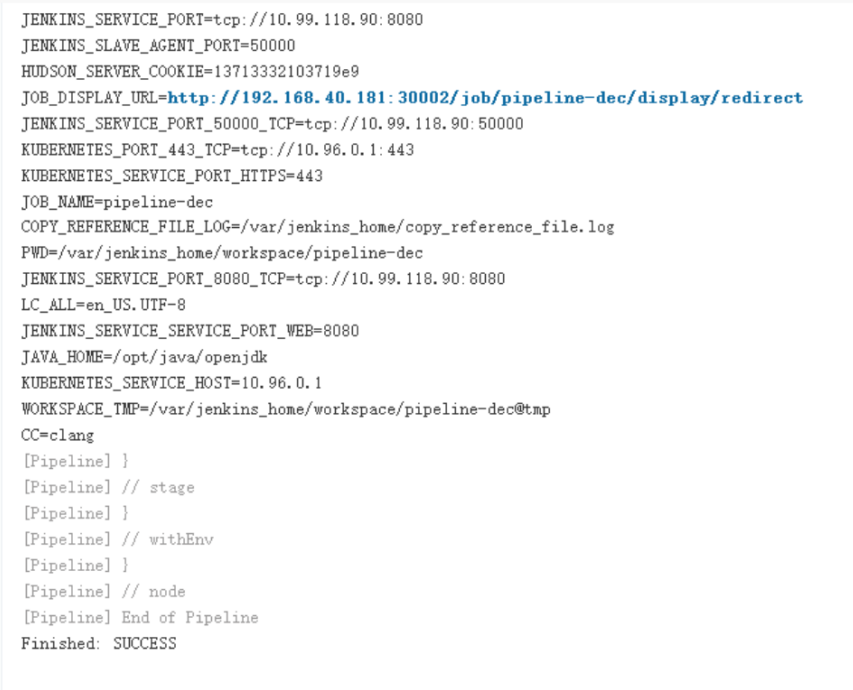 JENKINS_SERVICE_PORT=tcp://10.99.118.90:8080
JENKINS_SLAVE_AGENT_PORT=50000
HUDSON_SERVER_COOKIE=13713332103719e9
JOB_DISPLAY_URL=http://192.168.40.181:30002/job/pipeline-dec/display/redirect
JENKINS_SERVICE_PORT_50000_TCP=tcp://10.99.118.90:50000
KUBERNETES_PORT_443_TCP=tcp://10.96.0.1:443
KUBERNETES_SERVICE_PORT_HTTPS=443
JOB_NAME=pipeline-dec
COPY_REFERENCE_FILE_LOG=/var/jenkins_home/copy_reference_file.log
PWD=/var/jenkins_home/workspace/pipeline-dec
JENKINS_SERVICE_PORT_8080_TCP=tcp://10.99.118.90:8080
LC_ALL=en_US.UTF-8
JENKINS_SERVICE_SERVICE_PORT_WEB=8080
JAVA_HOME=/opt/java/openjdk
KUBERNETES_SERVICE_HOST=10.96.0.1
WORKSPACE_TMP=/var/jenkins_home/workspace/pipeline-dec@tmp
CC=clang
[Pipeline] }
[Pipeline] // stage
[Pipeline] }
[Pipeline] // withEnv
[Pipeline] }
[Pipeline] // node
[Pipeline] End of Pipeline
Finished: SUCCESS